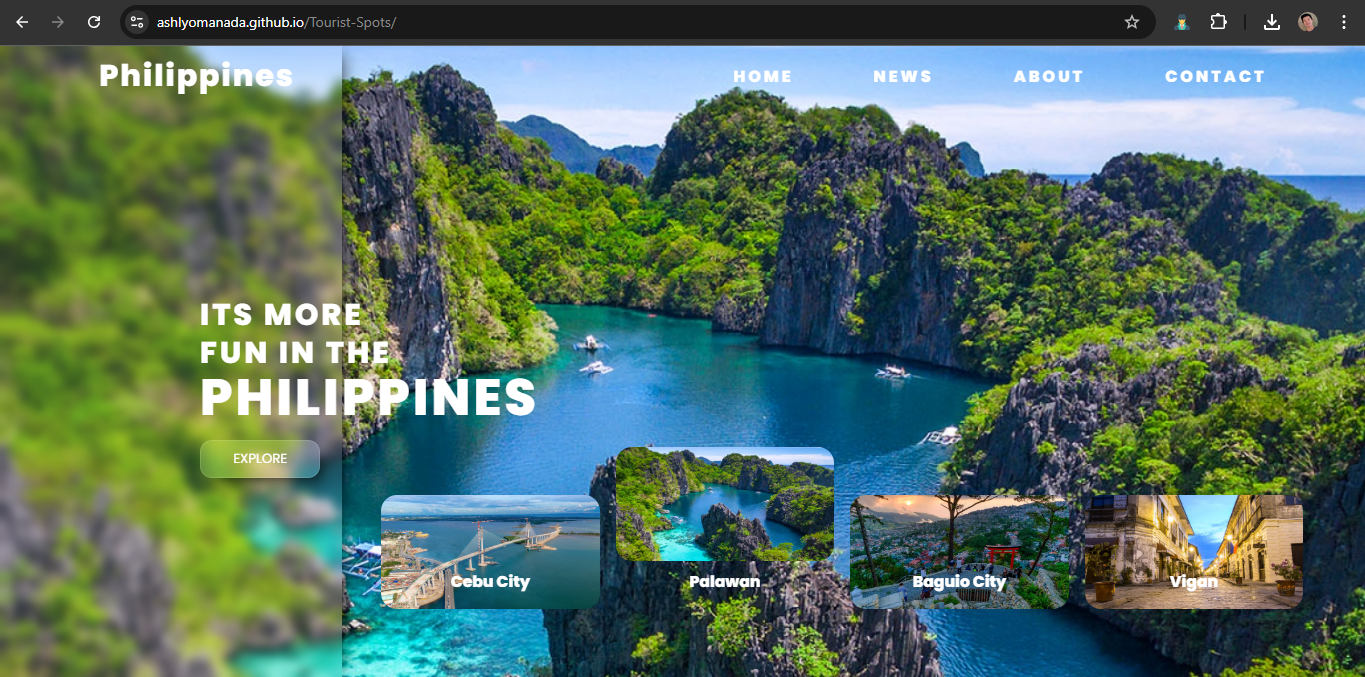 ashlyomanada.github.io/Tourist-Spots/
Philippines
HOME NEWS ABOUT CONTACT
ITS MORE
FUN IN THE
PHILIPPINES
EXPLORE
Cebu City
Palawan
Baguio City
Vigan